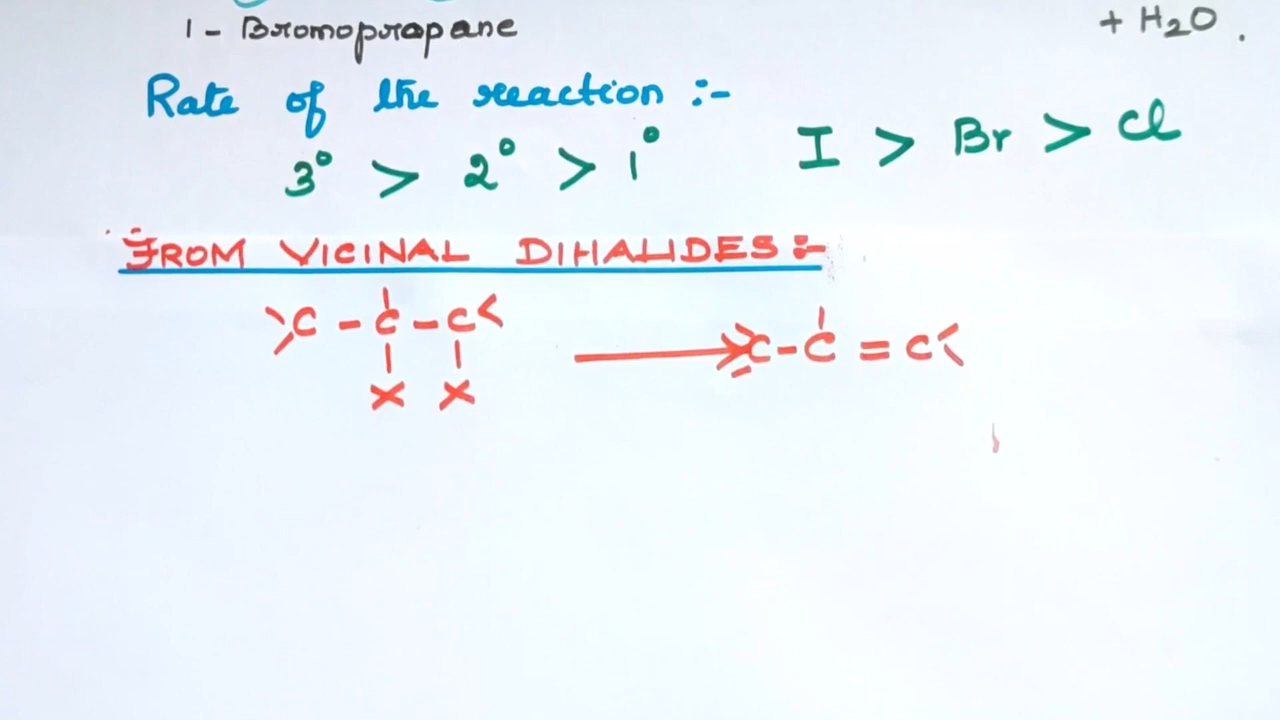 1 - Bromopropane
+ H₂O .
Rate of the reaction :-
3° > 2° > 1°
I > Br > Cl
FROM VICINAL DIHALIDES :-
>C - C - C<
X X
>C - C = C<